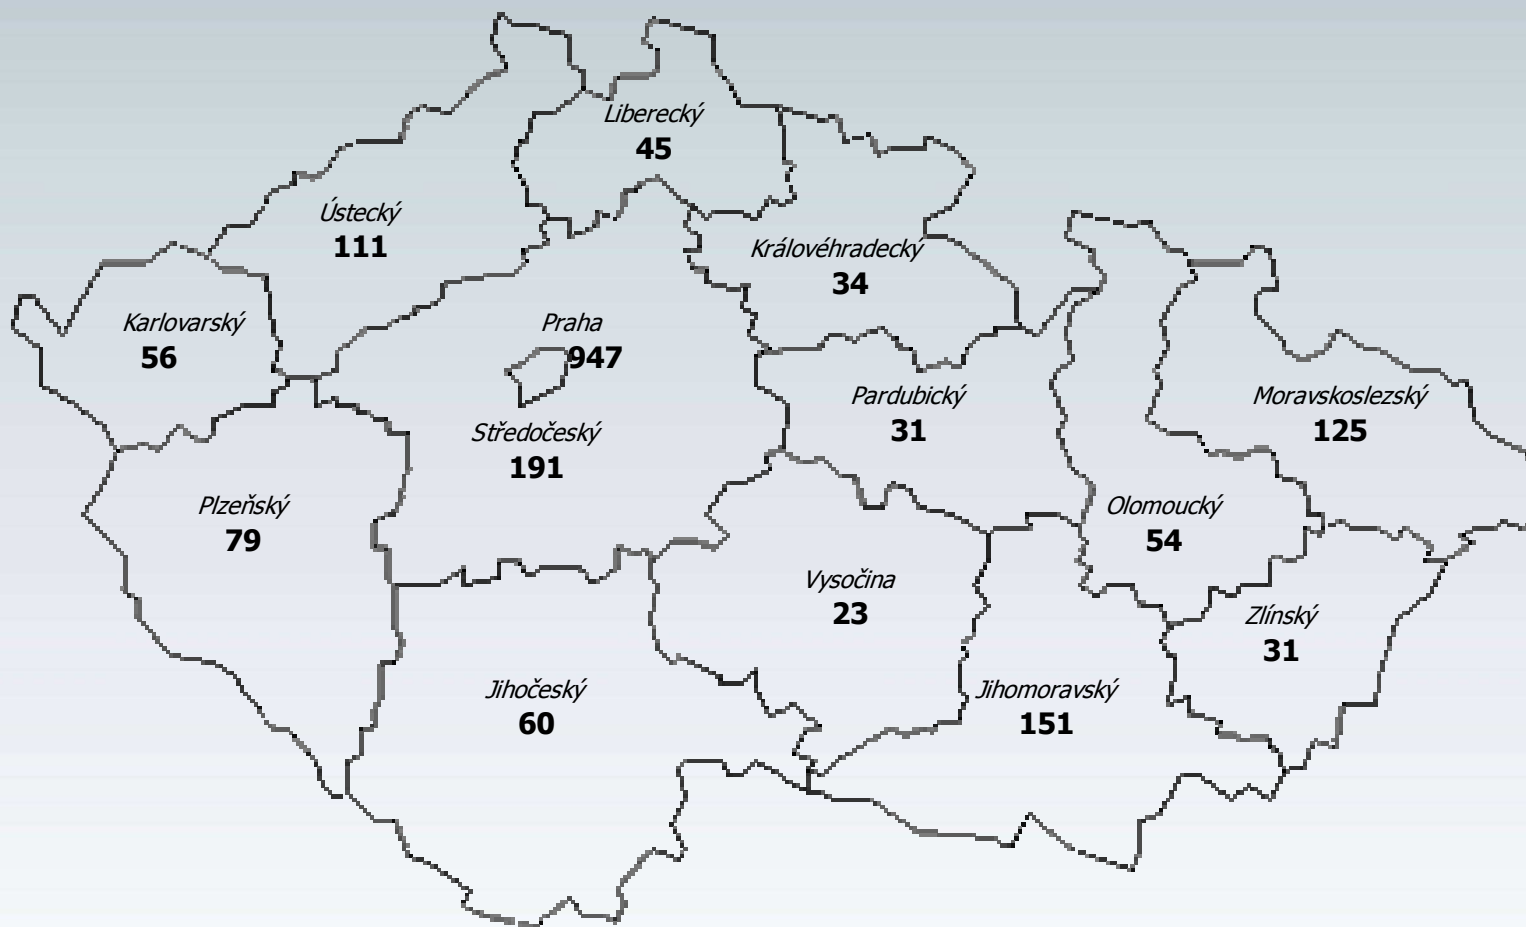 Liberecký
45
Ústecký
111
Královéhradecký
34
Karlovarský
56
Praha
947
Pardubický
31
Moravskoslezský
125
Středočeský
191
Plzeňský
79
Olomoucký
54
Vysočina
23
Zlínský
31
Jihočeský
60
Jihomoravský
151